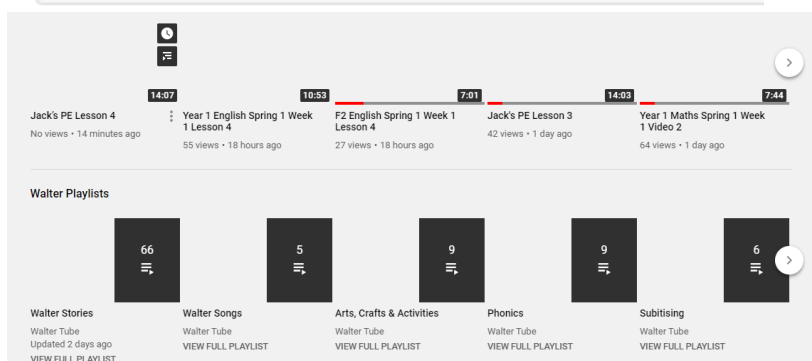 14:07
10:53
7:01
14:03
7:44
Jack's PE Lesson 4
No views • 14 minutes ago
Year 1 English Spring 1 Week
1 Lesson 4
55 views • 18 hours ago
F2 English Spring 1 Week 1
Lesson 4
27 views • 18 hours ago
Jack's PE Lesson 3
42 views • 1 day ago
Year 1 Maths Spring 1 Week
1 Video 2
64 views • 1 day ago
Walter Playlists
66
5
9
9
6
Walter Stories
Walter Tube
Updated 2 days ago
VIEW FULL PLAYLIST
Walter Songs
Walter Tube
VIEW FULL PLAYLIST
Arts, Crafts & Activities
Walter Tube
VIEW FULL PLAYLIST
Phonics
Walter Tube
VIEW FULL PLAYLIST
Subitising
Walter Tube
VIEW FULL PLAYLIST